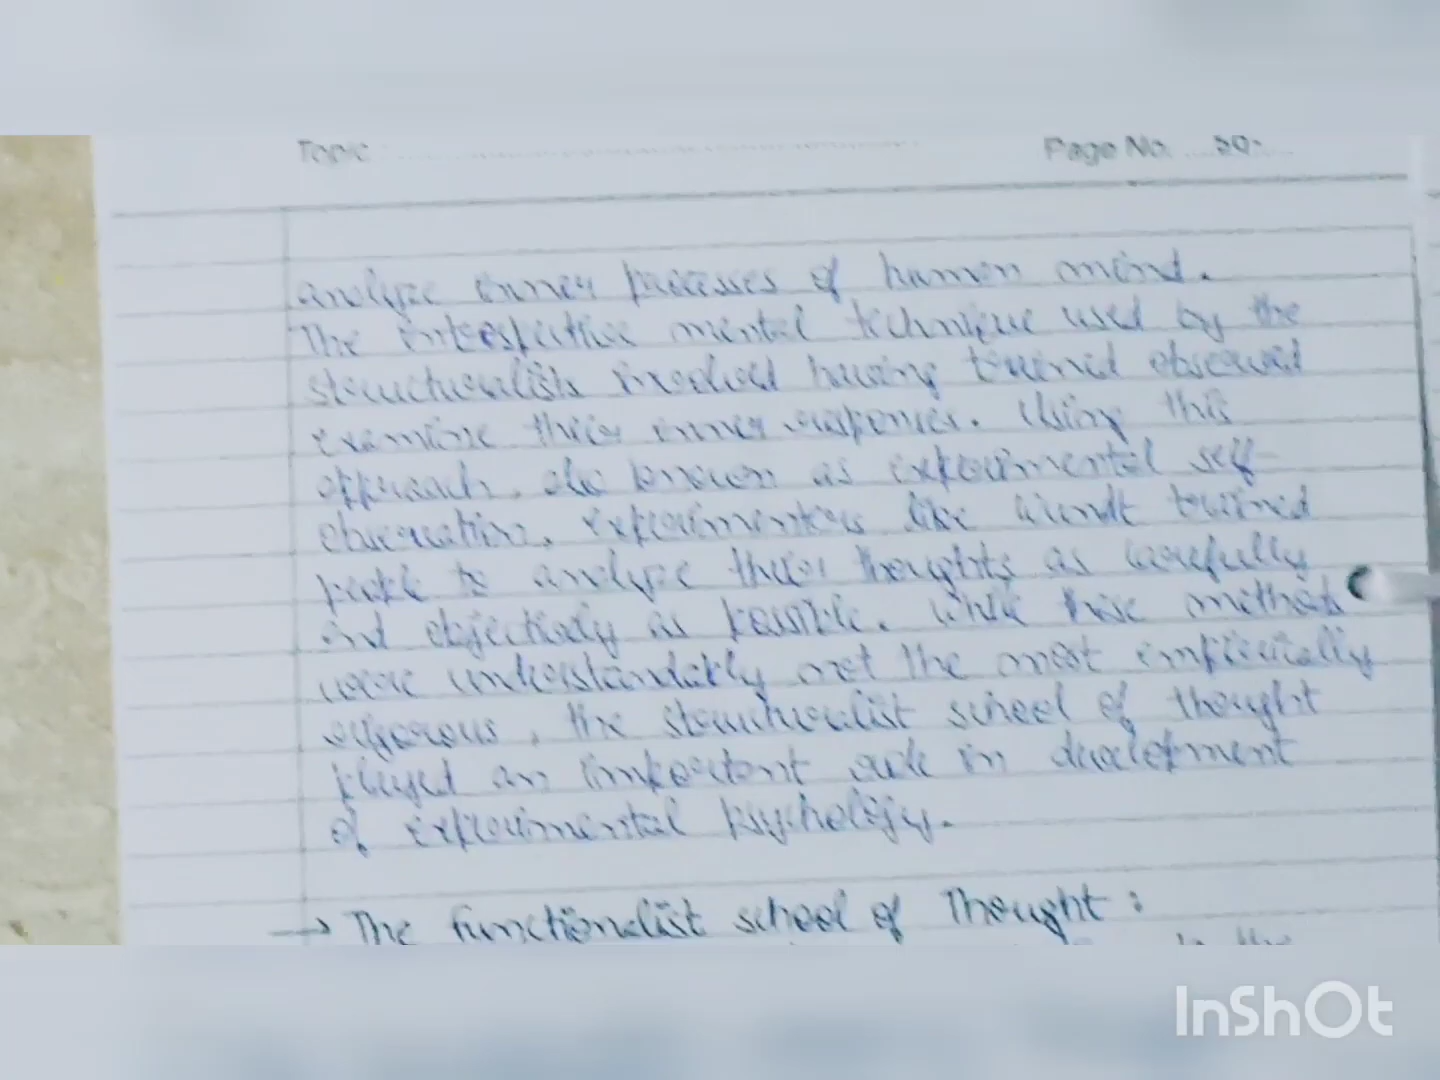 Topic
Page No. 20.
analyze inner processes of human mind.
The introspective mental technique used by the
structuralists involved having trained observed
examine their inner responses. Using this
approach, also known as experimental self-
observation, experimenters like Wundt trained
people to analyze their thoughts as carefully
and objectively as possible. While these methods
were understandably not the most empirically
rigorous, the structuralist school of thought
played an important role in development
of experimental psychology.
→ The functionalist school of Thought:
the
InShOt